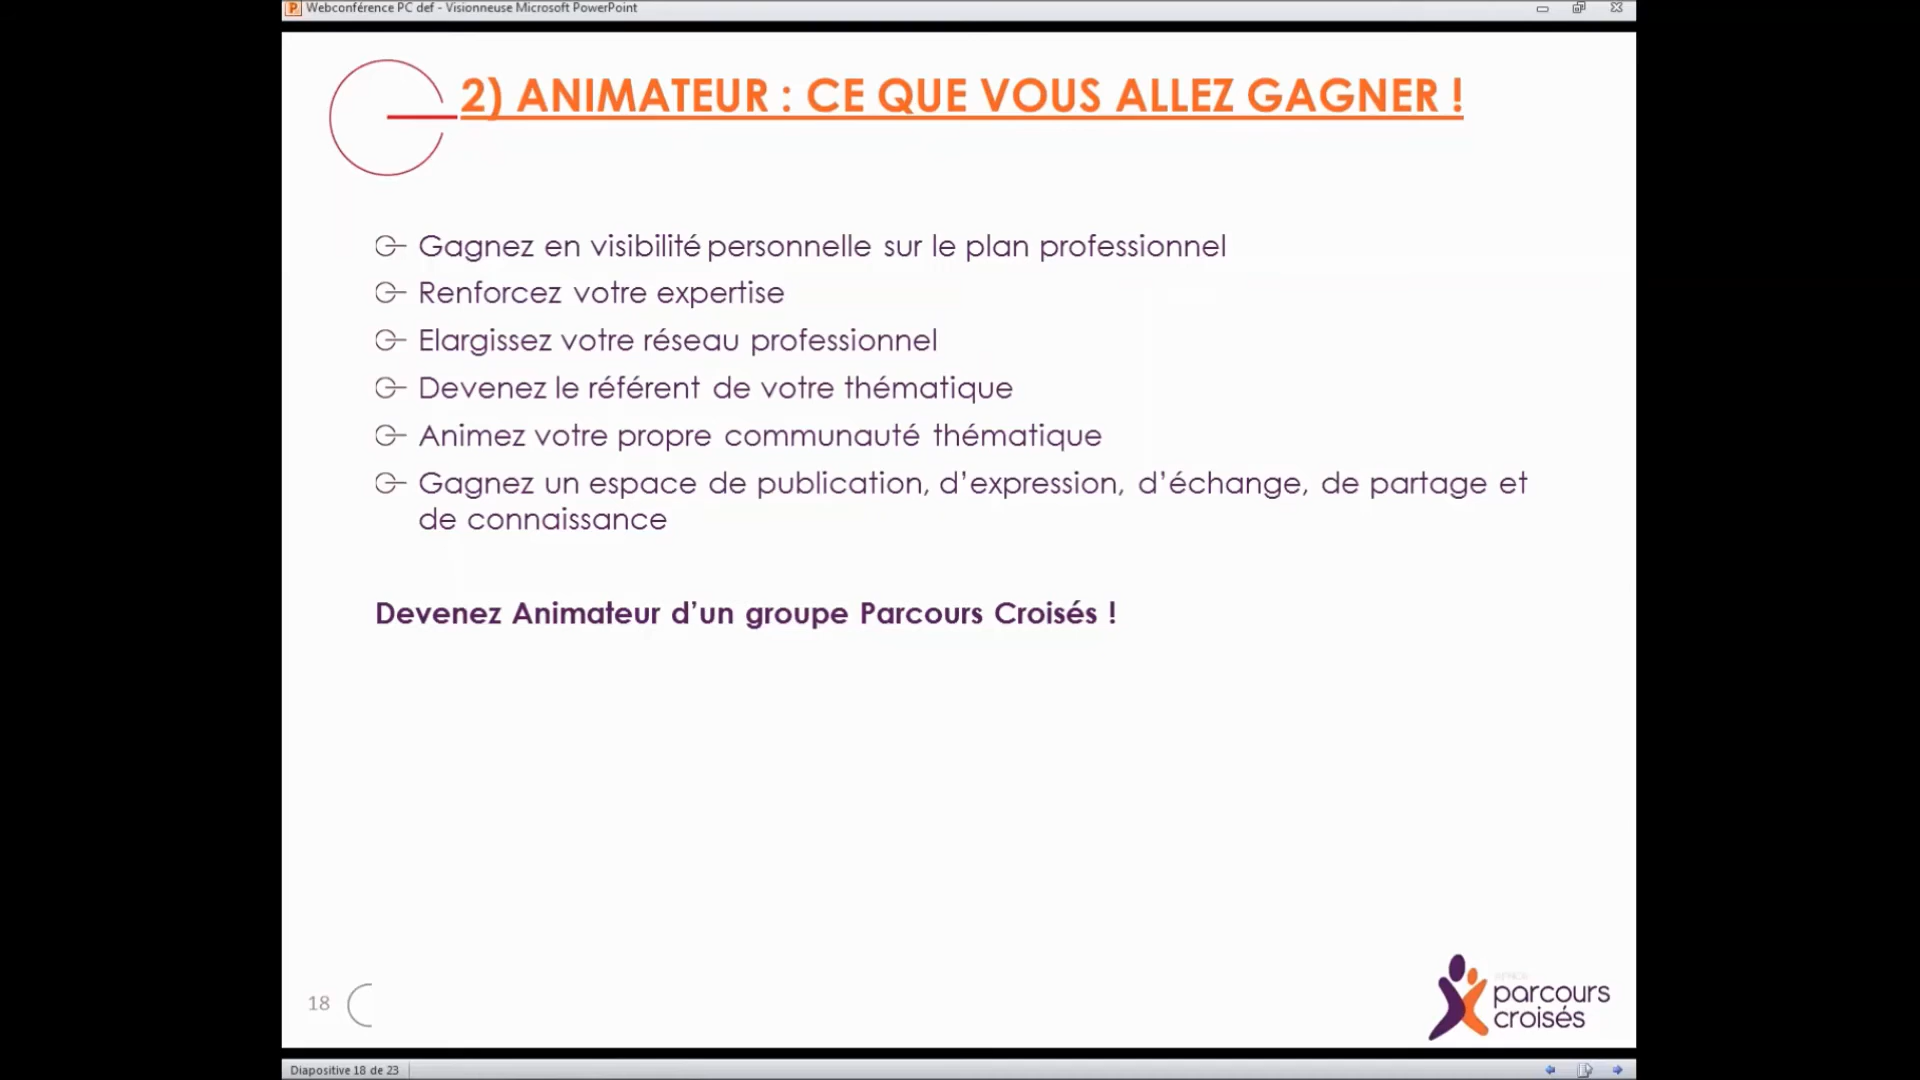 Webconférence PC def - Visionneuse Microsoft PowerPoint
2) ANIMATEUR : CE QUE VOUS ALLEZ GAGNER !
Gagnez en visibilité personnelle sur le plan professionnel
Renforcez votre expertise
Elargissez votre réseau professionnel
Devenez le référent de votre thématique
Animez votre propre communauté thématique
Gagnez un espace de publication, d’expression, d’échange, de partage et
de connaissance
Devenez Animateur d’un groupe Parcours Croisés !
18
parcours
croisés
Diapositive 18 de 23